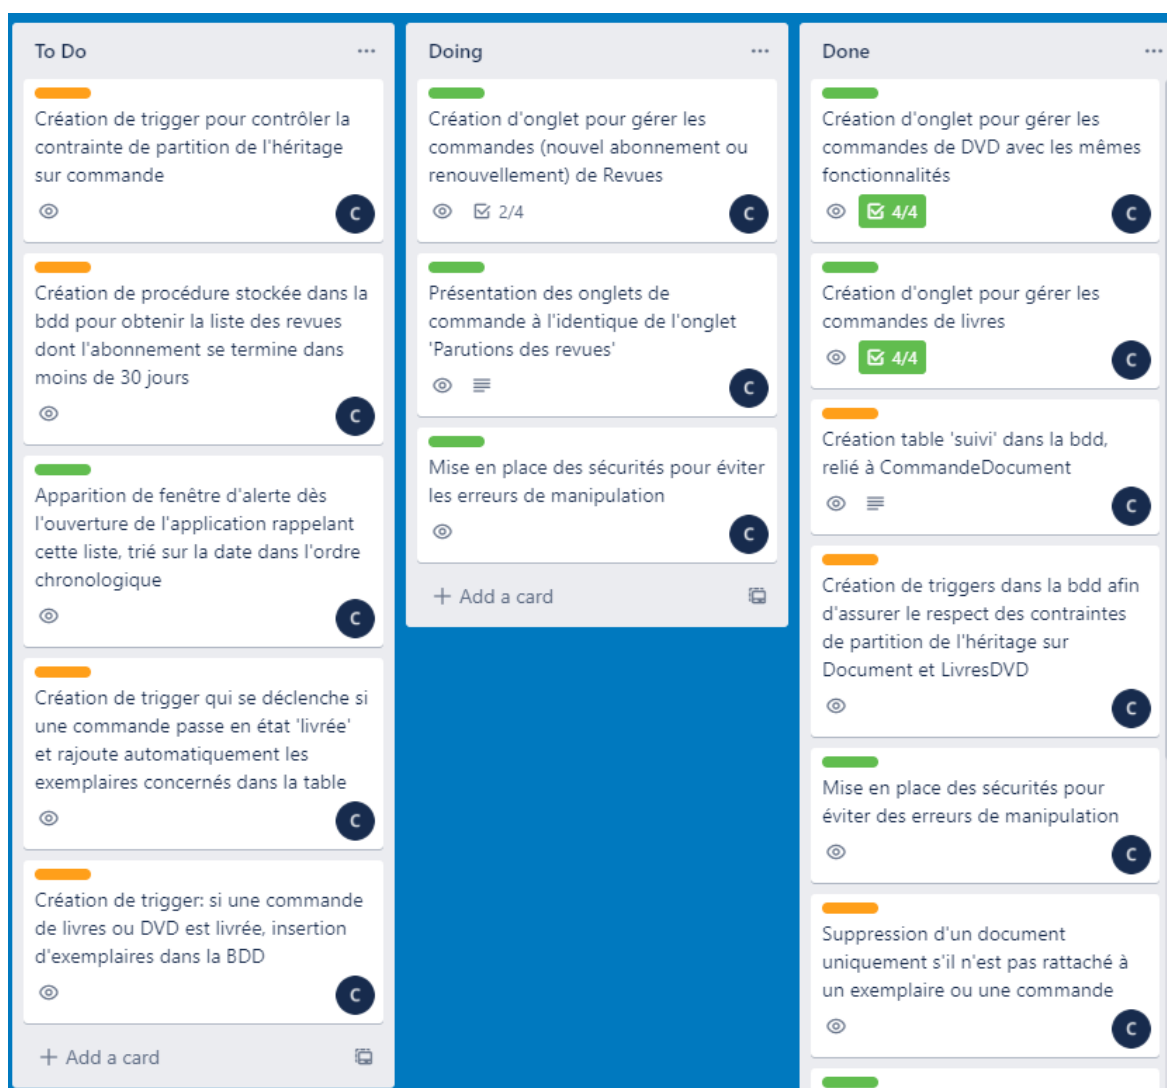 To Do
Création de trigger pour contrôler la
contrainte de partition de l'héritage
sur commande
C
Création de procédure stockée dans la
bdd pour obtenir la liste des revues
dont l'abonnement se termine dans
moins de 30 jours
C
Apparition de fenêtre d'alerte dès
l'ouverture de l'application rappelant
cette liste, trié sur la date dans l'ordre
chronologique
C
Création de trigger qui se déclenche si
une commande passe en état 'livrée'
et rajoute automatiquement les
exemplaires concernés dans la table
C
Création de trigger: si une commande
de livres ou DVD est livrée, insertion
d'exemplaires dans la BDD
C
+ Add a card
Doing
Création d'onglet pour gérer les
commandes (nouvel abonnement ou
renouvellement) de Revues
2/4
C
Présentation des onglets de
commande à l'identique de l'onglet
'Parutions des revues'
C
Mise en place des sécurités pour éviter
les erreurs de manipulation
C
+ Add a card
Done
Création d'onglet pour gérer les
commandes de DVD avec les mêmes
fonctionnalités
4/4
C
Création d'onglet pour gérer les
commandes de livres
4/4
C
Création table 'suivi' dans la bdd,
relié à CommandeDocument
C
Création de triggers dans la bdd afin
d'assurer le respect des contraintes
de partition de l'héritage sur
Document et LivresDVD
C
Mise en place des sécurités pour
éviter des erreurs de manipulation
C
Suppression d'un document
uniquement s'il n'est pas rattaché à
un exemplaire ou une commande
C